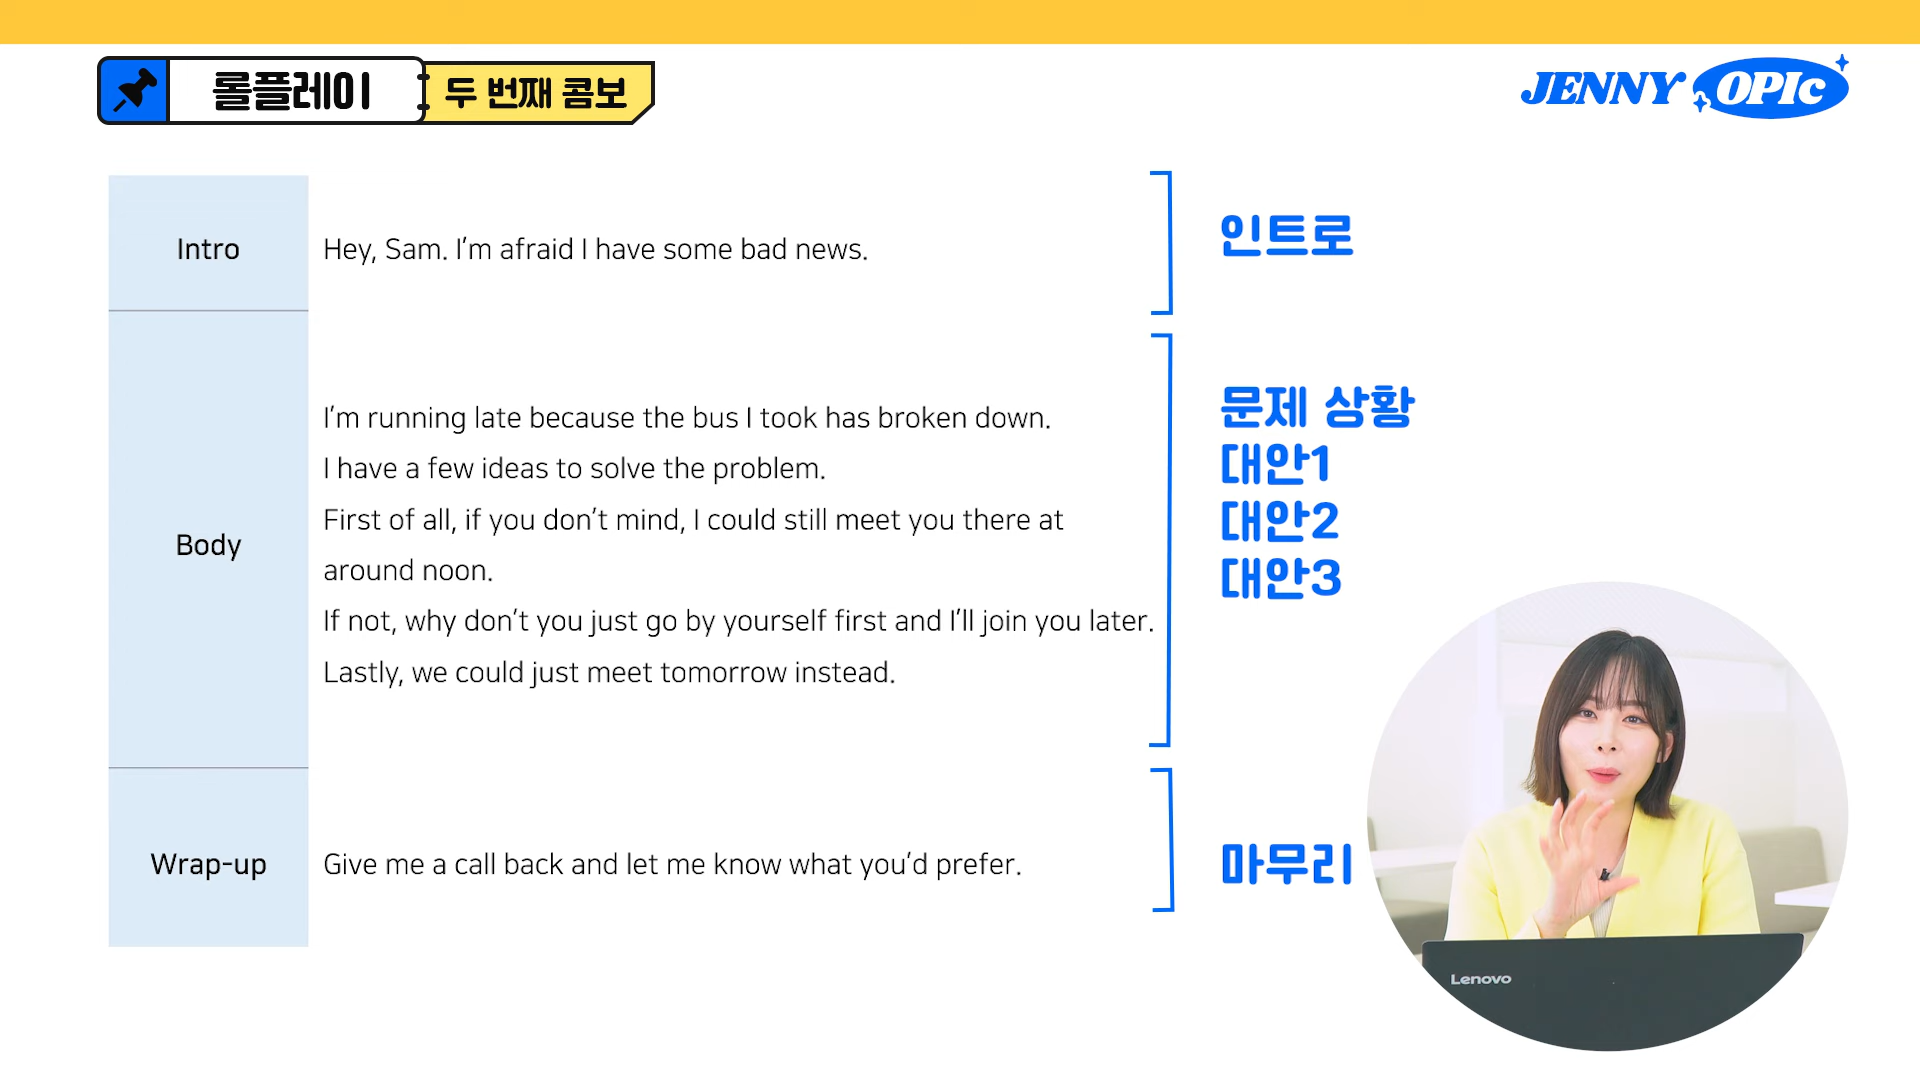 롤플레이 두 번째 콤보
JENNY OPIc
Intro
Hey, Sam. I'm afraid I have some bad news.
인트로
Body
I'm running late because the bus I took has broken down.
I have a few ideas to solve the problem.
First of all, if you don't mind, I could still meet you there at
around noon.
If not, why don't you just go by yourself first and I'll join you later.
Lastly, we could just meet tomorrow instead.
문제 상황
대안1
대안2
대안3
Wrap-up
Give me a call back and let me know what you'd prefer.
마무리
Lenovo